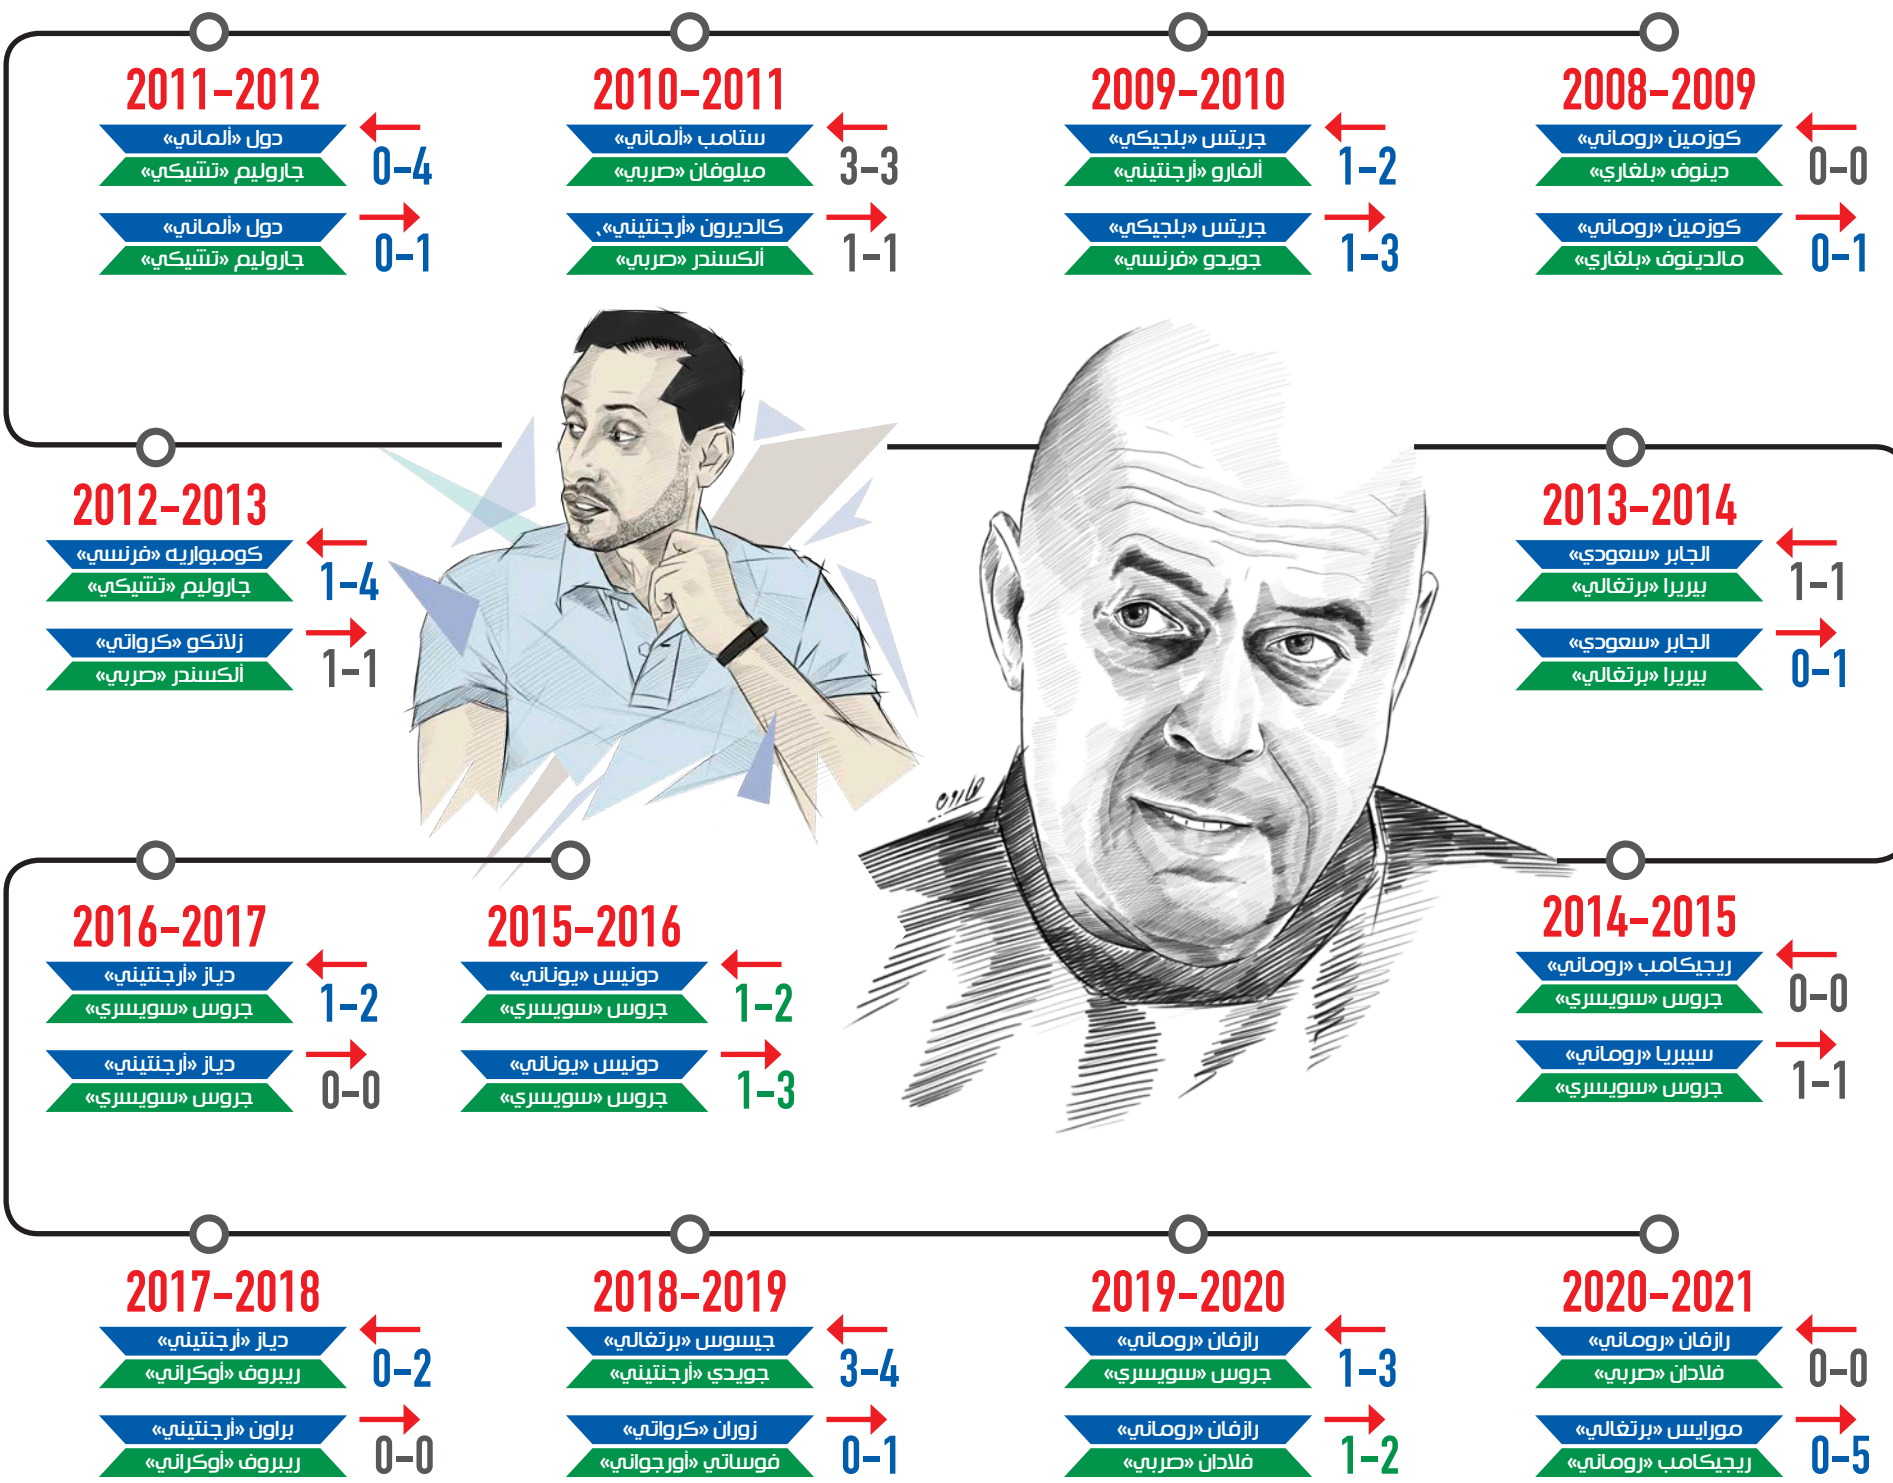 2008-2009
كوزمين «روماني»
دينوف «بلغاري»
0-0
كوزمين «روماني»
مالدينوف «بلغاري»
0-1
2009-2010
جريتس «بلجيكي»
ألفارو «أرجنتيني»
1-2
جريتس «بلجيكي»
جويدو «فرنسي»
1-3
2010-2011
ستامب «ألماني»
ميلوفان «صربي»
3-3
كالديرون «أرجنتيني»،
ألكسندر «صربي»
1-1
2011-2012
دول «ألماني»
جاروليم «تشيكي»
0-4
دول «ألماني»
جاروليم «تشيكي»
0-1
2012-2013
كومبواريه «فرنسي»
جاروليم «تشيكي»
1-4
زلاتكو «كرواتي»
ألكسندر «صربي»
1-1
2013-2014
الجابر «سعودي»
بيريرا «برتغالي»
1-1
الجابر «سعودي»
بيريرا «برتغالي»
0-1
2014-2015
ريجيكامب «روماني»
جروس «سويسري»
0-0
سيبريا «روماني»
جروس «سويسري»
1-1
2015-2016
دونيس «يوناني»
جروس «سويسري»
1-2
دونيس «يوناني»
جروس «سويسري»
1-3
2016-2017
دياز «أرجنتيني»
جروس «سويسري»
1-2
دياز «أرجنتيني»
جروس «سويسري»
0-0
2017-2018
دياز «أرجنتيني»
ريبروف «أوكراني»
0-2
براون «أرجنتيني»
ريبروف «أوكراني»
0-0
2018-2019
جيسوس «برتغالي»
جويدي «أرجنتيني»
3-4
زوران «كرواتي»
فوساتي «أورجواني»
0-1
2019-2020
رازفان «روماني»
جروس «سويسري»
1-3
رازفان «روماني»
فلادان «صربي»
1-2
2020-2021
رازفان «روماني»
فلادان «صربي»
0-0
مورايس «برتغالي»
ريجيكامب «روماني»
0-5